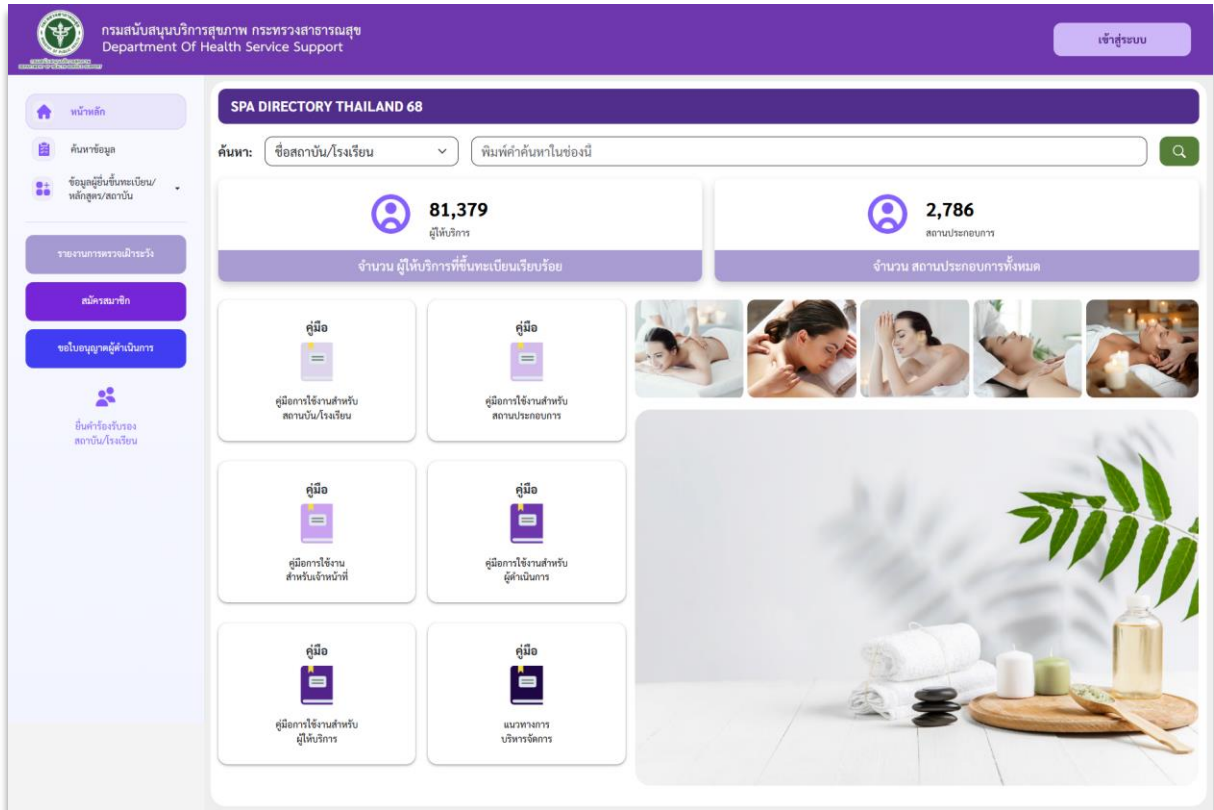 กรมสนับสนุนบริการสุขภาพ กระทรวงสาธารณสุข
Department Of Health Service Support
เข้าสู่ระบบ
หน้าหลัก
ค้นหาข้อมูล
ข้อมูลผู้ยื่นขึ้นทะเบียน/
หลักสูตร/สถาบัน
รายงานการตรวจเฝ้าระวัง
สมัครสมาชิก
ขอใบอนุญาตผู้ดำเนินการ
ยื่นคำร้องรับรอง
สถาบัน/โรงเรียน
SPA DIRECTORY THAILAND 68
ค้นหา:
ชื่อสถาบัน/โรงเรียน
พิมพ์คำค้นหาในช่องนี้
81,379
ผู้ให้บริการ
จำนวน ผู้ให้บริการที่ขึ้นทะเบียนเรียบร้อย
2,786
สถานประกอบการ
จำนวน สถานประกอบการทั้งหมด
คู่มือ
คู่มือการใช้งานสำหรับ
สถานบัน/โรงเรียน
คู่มือ
คู่มือการใช้งานสำหรับ
สถานประกอบการ
คู่มือ
คู่มือการใช้งาน
สำหรับเจ้าหน้าที่
คู่มือ
คู่มือการใช้งานสำหรับ
ผู้ดำเนินการ
คู่มือ
คู่มือการใช้งานสำหรับ
ผู้ให้บริการ
คู่มือ
แนวทางการ
บริหารจัดการ